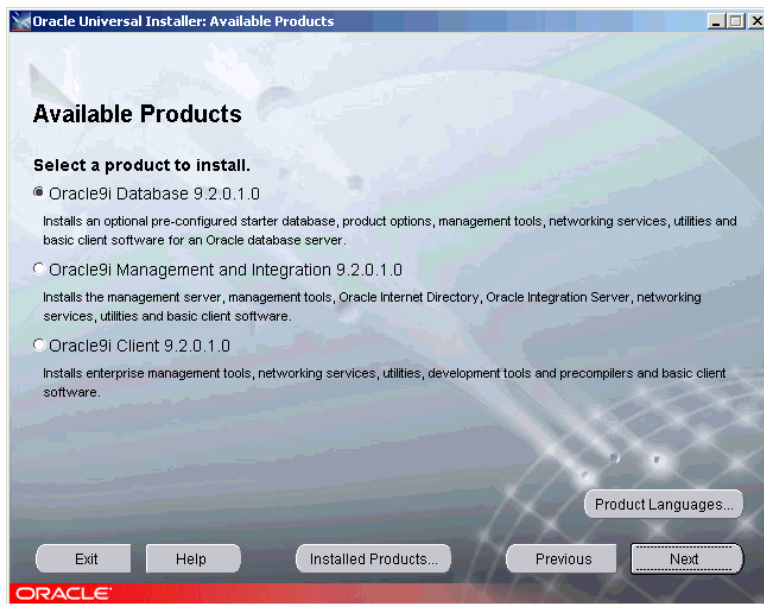 Oracle Universal Installer: Available Products
Available Products
Select a product to install.
Oracle9i Database 9.2.0.1.0
Installs an optional pre-configured starter database, product options, management tools, networking services, utilities and
basic client software for an Oracle database server.
Oracle9i Management and Integration 9.2.0.1.0
Installs the management server, management tools, Oracle Internet Directory, Oracle Integration Server, networking
services, utilities and basic client software.
Oracle9i Client 9.2.0.1.0
Installs enterprise management tools, networking services, utilities, development tools and precompilers and basic client
software.
Product Languages...
Exit Help Installed Products... Previous Next
ORACLE